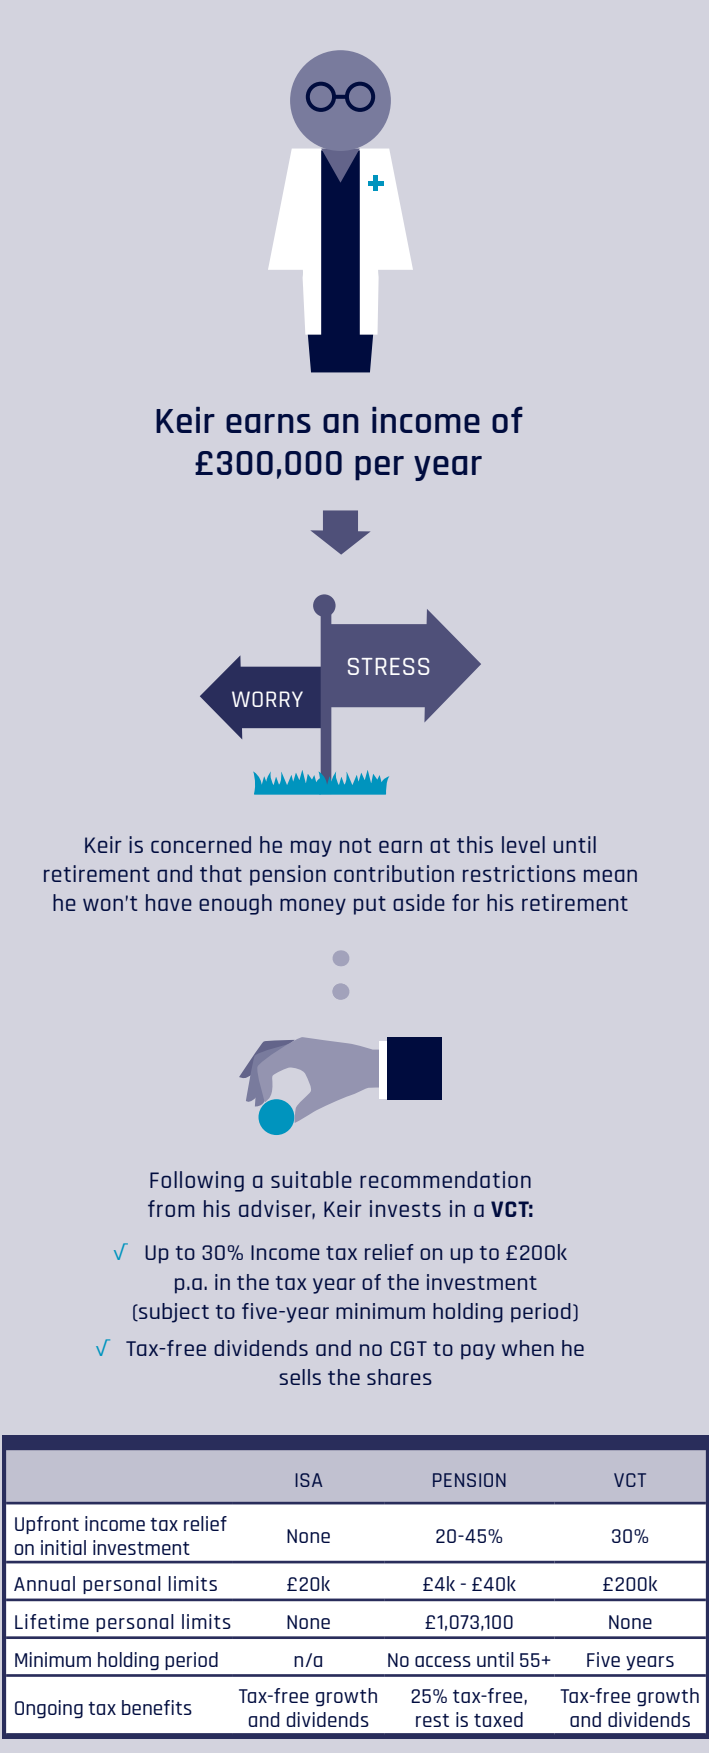 Keir earns an income of
£300,000 per year
STRESS
WORRY
Keir is concerned he may not earn at this level until
retirement and that pension contribution restrictions mean
he won't have enough money put aside for his retirement
Following a suitable recommendation
from his adviser, Keir invests in a VCT:
√ Up to 30% Income tax relief on up to £200k
p.a. in the tax year of the investment
(subject to five-year minimum holding period)
√ Tax-free dividends and no CGT to pay when he
sells the shares
ISA PENSION VCT
Upfront income tax relief
on initial investment None 20-45% 30%
Annual personal limits £20k £4k - £40k £200k
Lifetime personal limits None £1,073,100 None
Minimum holding period n/a No access until 55+ Five years
Ongoing tax benefits Tax-free growth 25% tax-free, Tax-free growth
and dividends rest is taxed and dividends